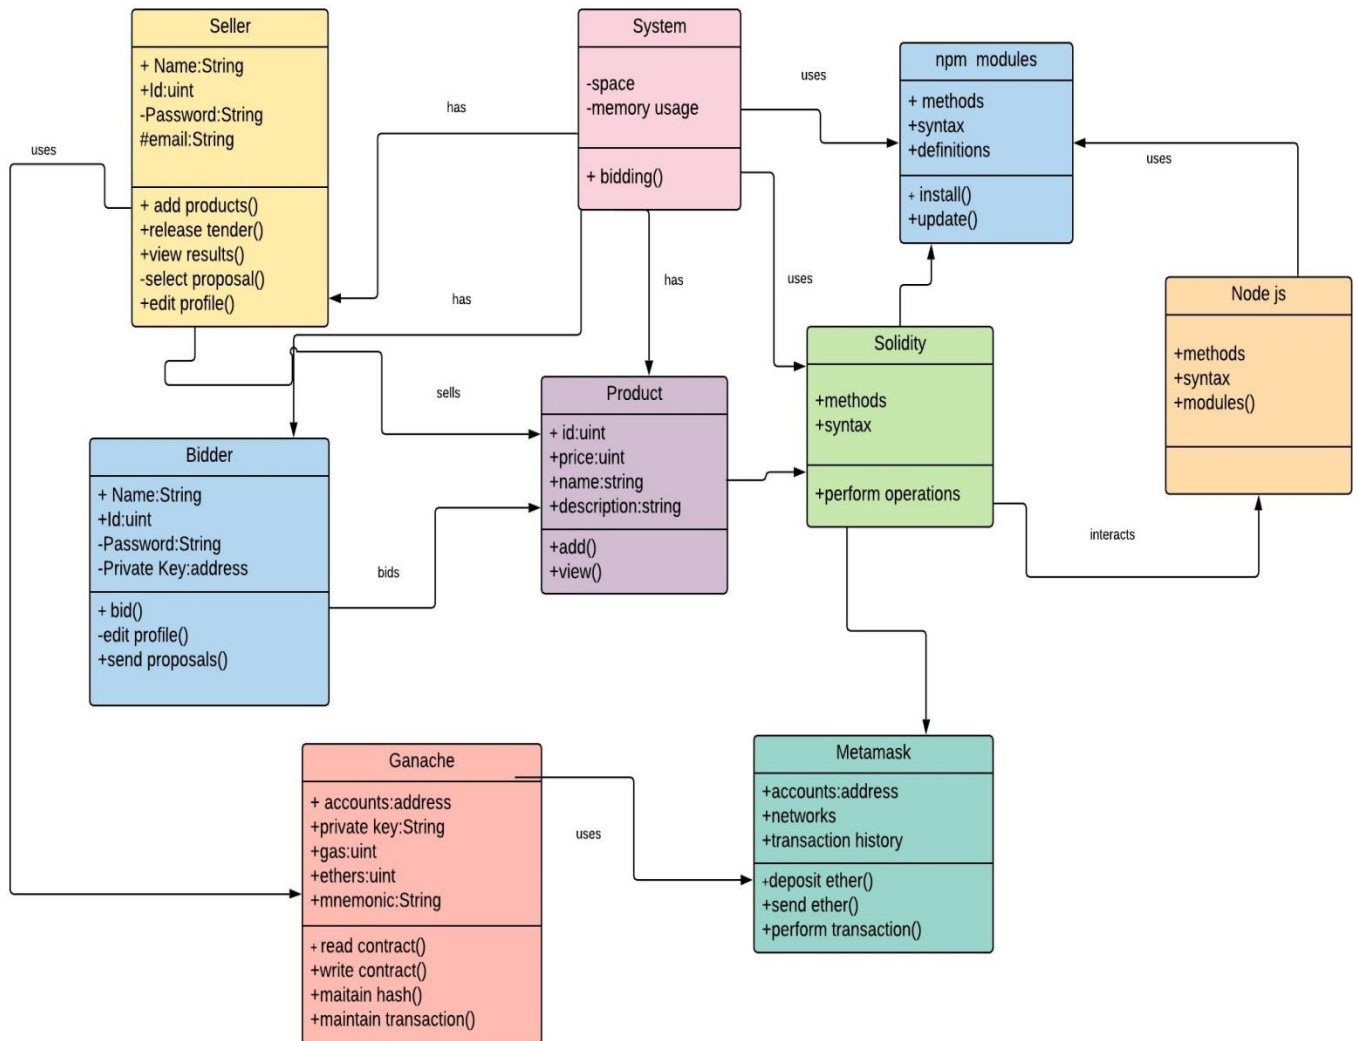 Seller
+ Name:String
+Id:uint
-Password:String
#email:String
+ add products()
+release tender()
+view results()
-select proposal()
+edit profile()
System
-space
-memory usage
+ bidding()
npm modules
+ methods
+syntax
+definitions
+ install()
+update()
uses
has
uses
uses
has
has
uses
Node js
+methods
+syntax
+modules()
Solidity
+methods
+syntax
+perform operations
sells
Product
+ id:uint
+price:uint
+name:string
+description:string
+add()
+view()
Bidder
+ Name:String
+Id:uint
-Password:String
-Private Key:address
+ bid()
-edit profile()
+send proposals()
bids
interacts
Ganache
+ accounts:address
+private key:String
+gas:uint
+ethers:uint
+mnemonic:String
+ read contract()
+write contract()
+maitain hash()
+maintain transaction()
uses
Metamask
+accounts:address
+networks
+transaction history
+deposit ether()
+send ether()
+perform transaction()